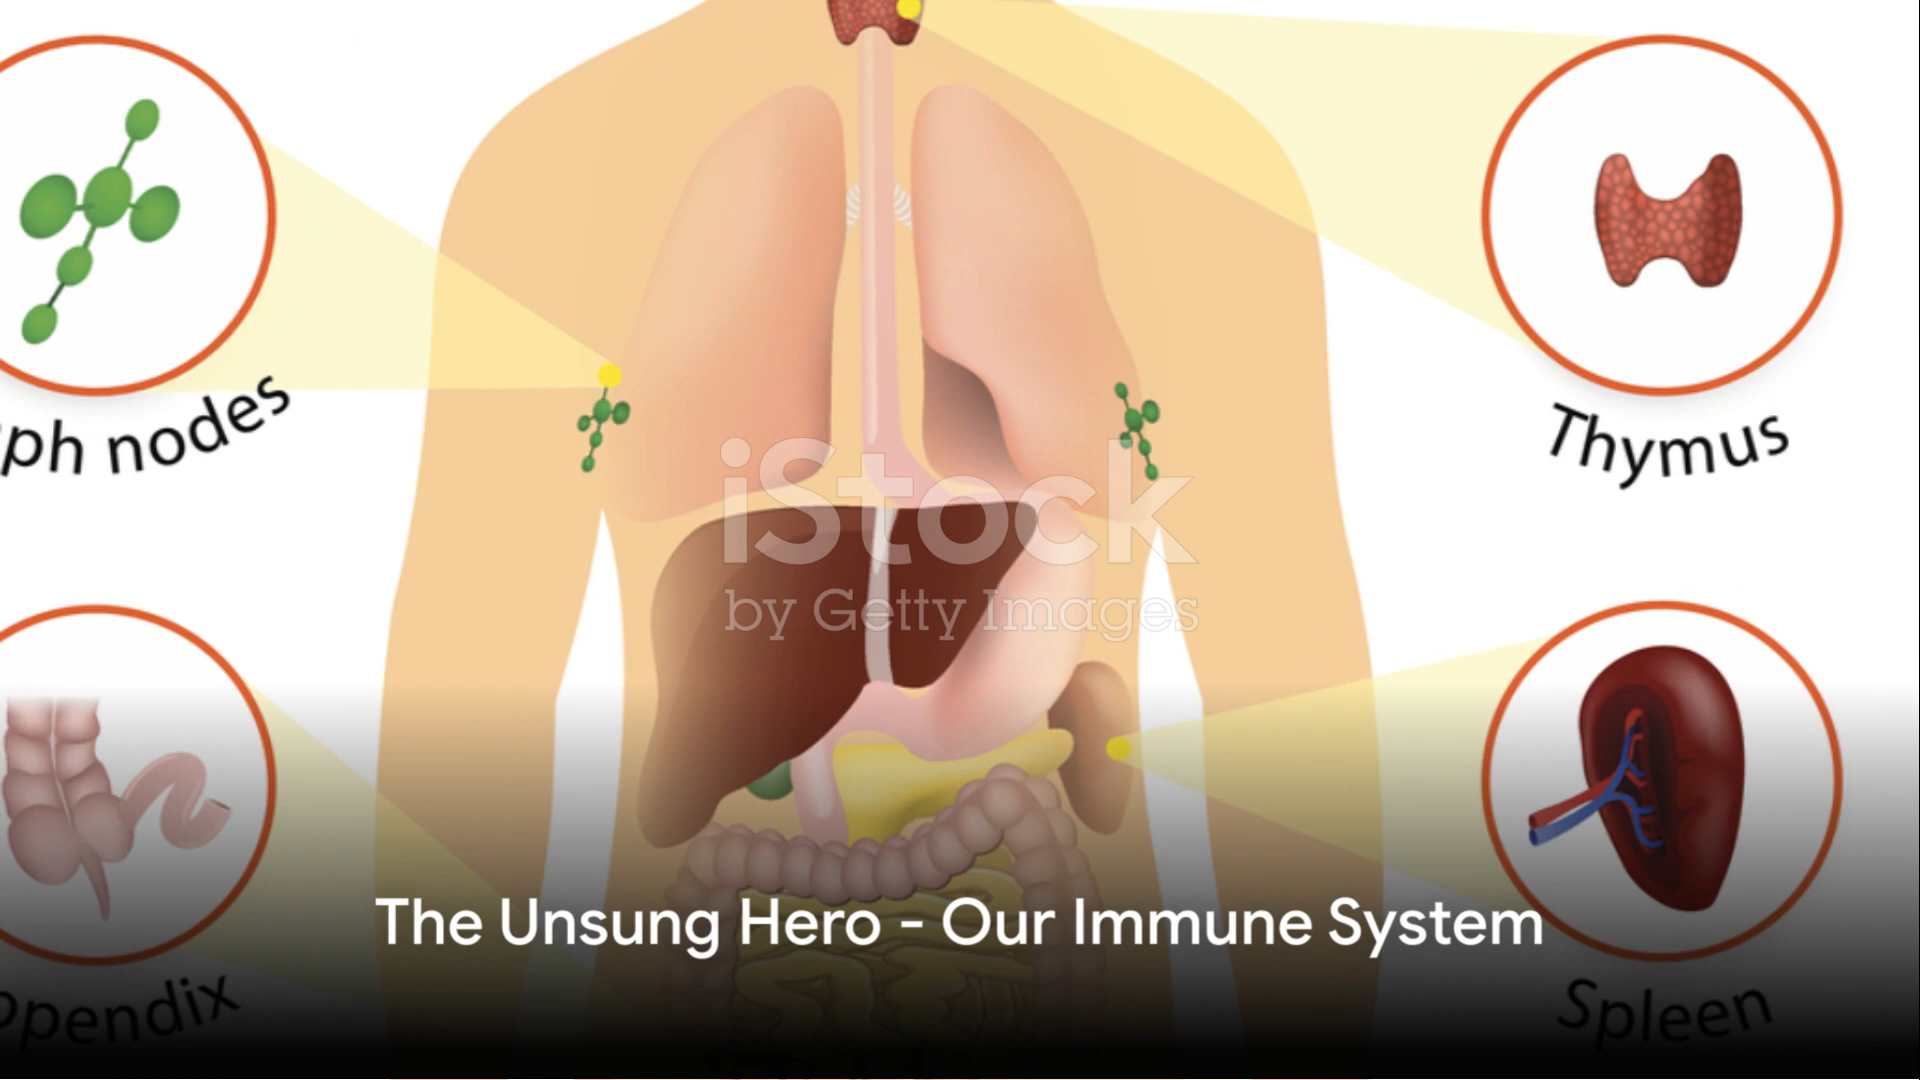 ph nodes
Thymus
iStock
by Getty Images
The Unsung Hero - Our Immune System
ppendix
Spleen